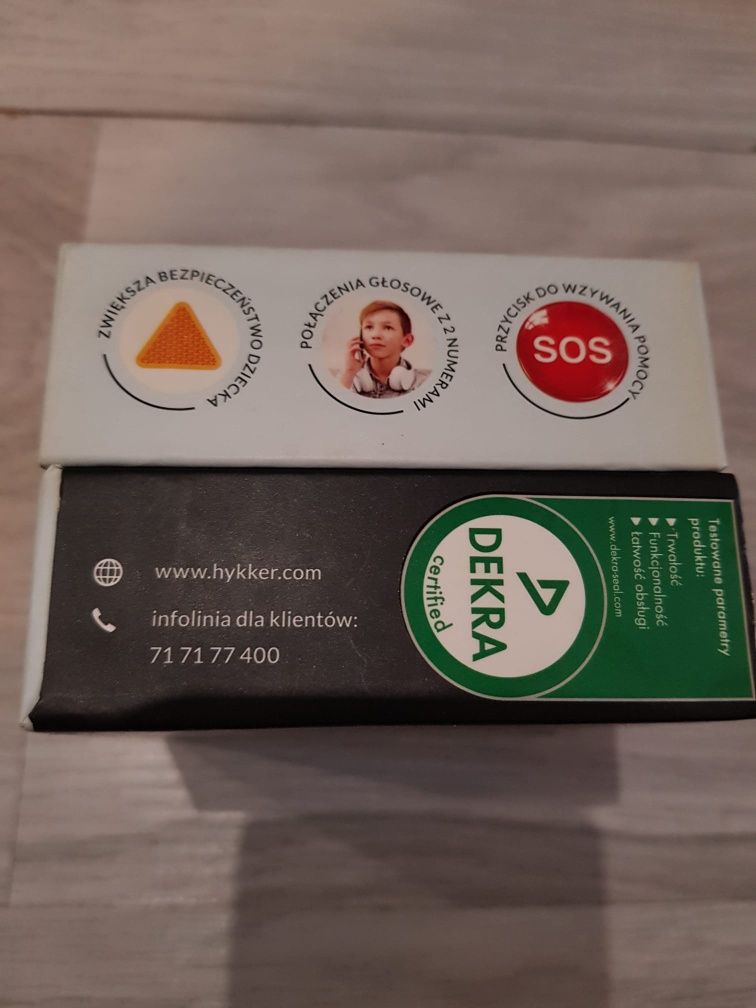 ZWIĘKSZA BEZPIECZEŃSTWO DZIECKA
POŁĄCZENIA GŁOSOWE Z 2 NUMERAMI
PRZYCISK DO WZYWANIA POMOCY
SOS
www.hykker.com
infolinia dla klientów:
71 71 77 400
DEKRA
certified
Testowane parametry
produktu:
▶ Trwałość
▶ Funkcjonalność
▶ Łatwość obsługi
www.dekra-seal.com